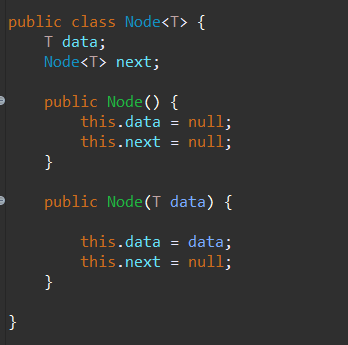 public class Node<T> {
    T data;
    Node<T> next;

    public Node() {
        this.data = null;
        this.next = null;
    }

    public Node(T data) {

        this.data = data;
        this.next = null;
    }

}